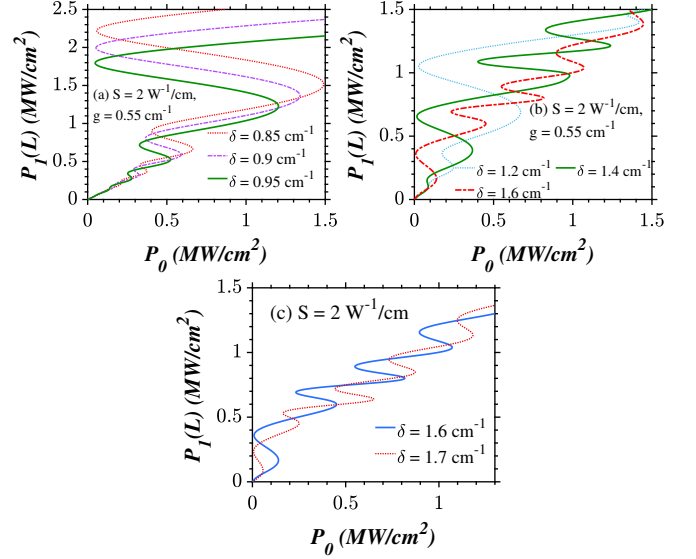 2.5
2
1.5
1
0.5
0
P₁(L) (MW/cm²)
(a) S = 2 W⁻¹/cm,
g = 0.55 cm⁻¹
δ = 0.85 cm⁻¹
δ = 0.9 cm⁻¹
δ = 0.95 cm⁻¹
0 0.5 1 1.5
P₀ (MW/cm²)
1.6
1.2
0.8
0.4
0
P₁(L) (MW/cm²)
(b) S = 2 W⁻¹/cm,
g = 0.55 cm⁻¹
δ = 1.2 cm⁻¹ δ = 1.4 cm⁻¹
δ = 1.6 cm⁻¹
0 0.5 1 1.5
P₀ (MW/cm²)
1.5
1
0.5
0
P₁(L) (MW/cm²)
(c) S = 2 W⁻¹/cm
δ = 1.6 cm⁻¹
δ = 1.7 cm⁻¹
0 0.5 1
P₀ (MW/cm²)